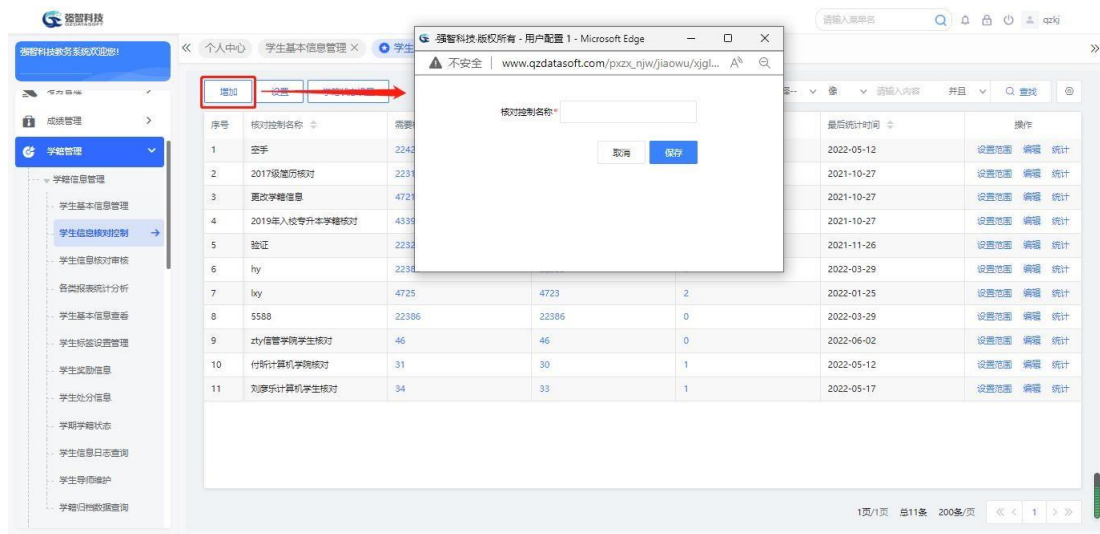 强智科技
QZDATASOFT
请输入菜单名
qzkj
强智科技教务系统欢迎您!
个人中心
学生基本信息管理
学生
成绩管理
学籍管理
学籍信息管理
学生基本信息管理
学生信息核对控制
学生信息核对审核
各类报表统计分析
学生基本信息查看
学生标签设置管理
学生奖励信息
学生处分信息
学期学籍状态
学生信息日志查询
学生导师维护
学籍归档数据查询
增加
设置
像
请输入内容
并且
查找
强智科技·版权所有 - 用户配置 1 - Microsoft Edge
不安全 | www.qzdatasoft.com/pxzx_njw/jiaowu/xjgl...
核对控制名称*
取消
保存
序号 核对控制名称 需要 最后统计时间 操作
1 空手 2242 2022-05-12 设置范围 编辑 统计
2 2017级简历核对 2231 2021-10-27 设置范围 编辑 统计
3 更改学籍信息 4721 2021-10-27 设置范围 编辑 统计
4 2019年入校专升本学籍核对 4339 2021-10-27 设置范围 编辑 统计
5 验证 2232 2021-11-26 设置范围 编辑 统计
6 hy 2238 2022-03-29 设置范围 编辑 统计
7 lxy 4725 4723 2 2022-01-25 设置范围 编辑 统计
8 5588 22386 22386 0 2022-03-29 设置范围 编辑 统计
9 zty信管学院学生核对 46 46 0 2022-06-02 设置范围 编辑 统计
10 付昕计算机学院核对 31 30 1 2022-05-12 设置范围 编辑 统计
11 刘彦乐计算机学生核对 34 33 1 2022-05-17 设置范围 编辑 统计
1页/1页 总11条 200条/页 1